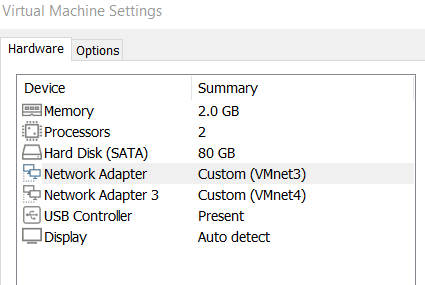 Virtual Machine Settings
Hardware Options
Device Summary
Memory 2.0 GB
Processors 2
Hard Disk (SATA) 80 GB
Network Adapter Custom (VMnet3)
Network Adapter 3 Custom (VMnet4)
USB Controller Present
Display Auto detect